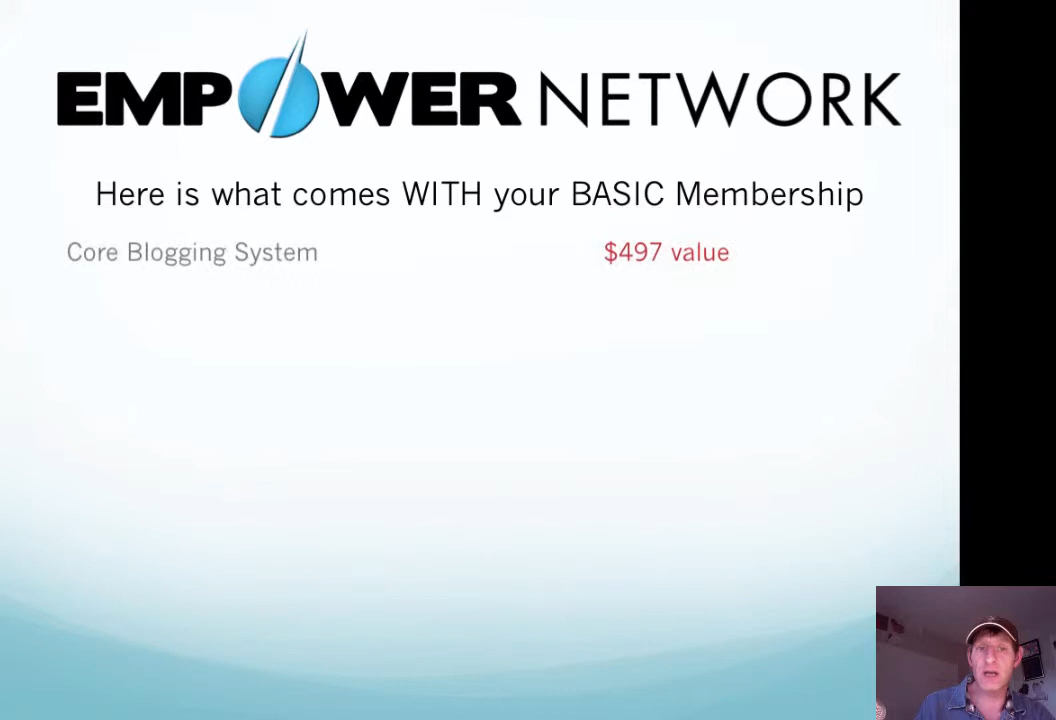 EMPOWER NETWORK
Here is what comes WITH your BASIC Membership
Core Blogging System $497 value